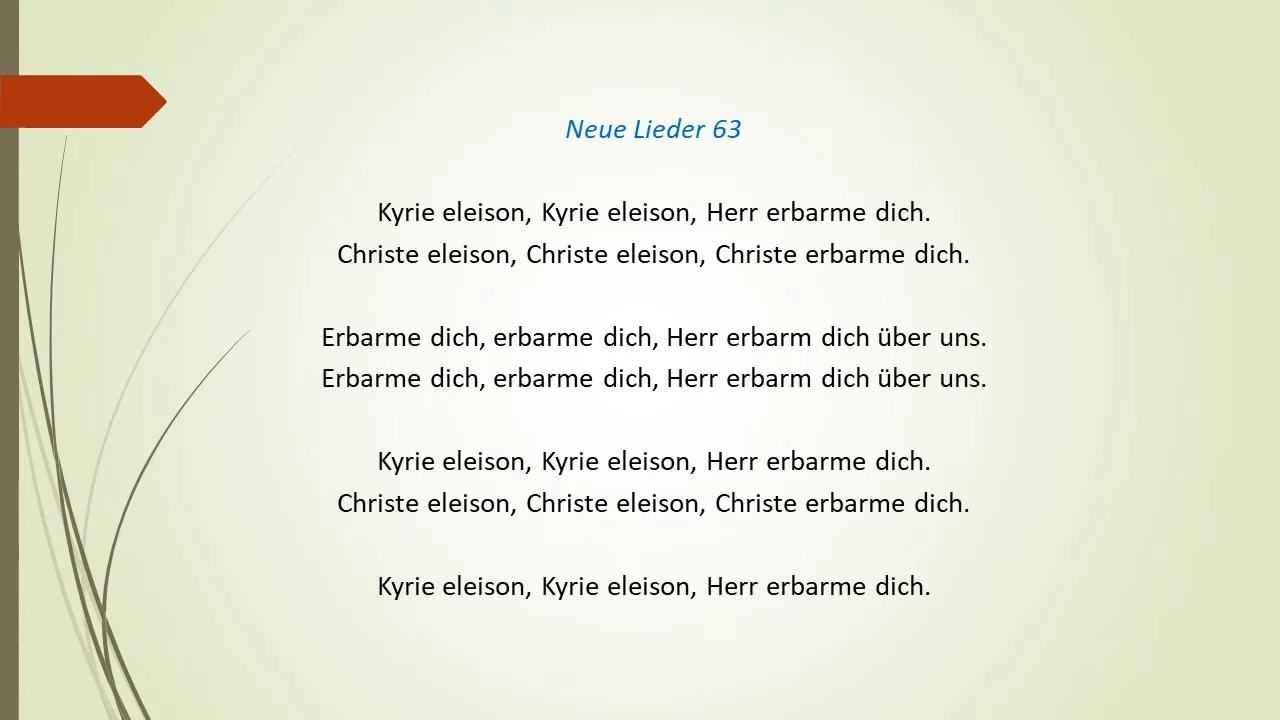 Neue Lieder 63
Kyrie eleison, Kyrie eleison, Herr erbarme dich.
Christe eleison, Christe eleison, Christe erbarme dich.
Erbarme dich, erbarme dich, Herr erbarm dich über uns.
Erbarme dich, erbarme dich, Herr erbarm dich über uns.
Kyrie eleison, Kyrie eleison, Herr erbarme dich.
Christe eleison, Christe eleison, Christe erbarme dich.
Kyrie eleison, Kyrie eleison, Herr erbarme dich.